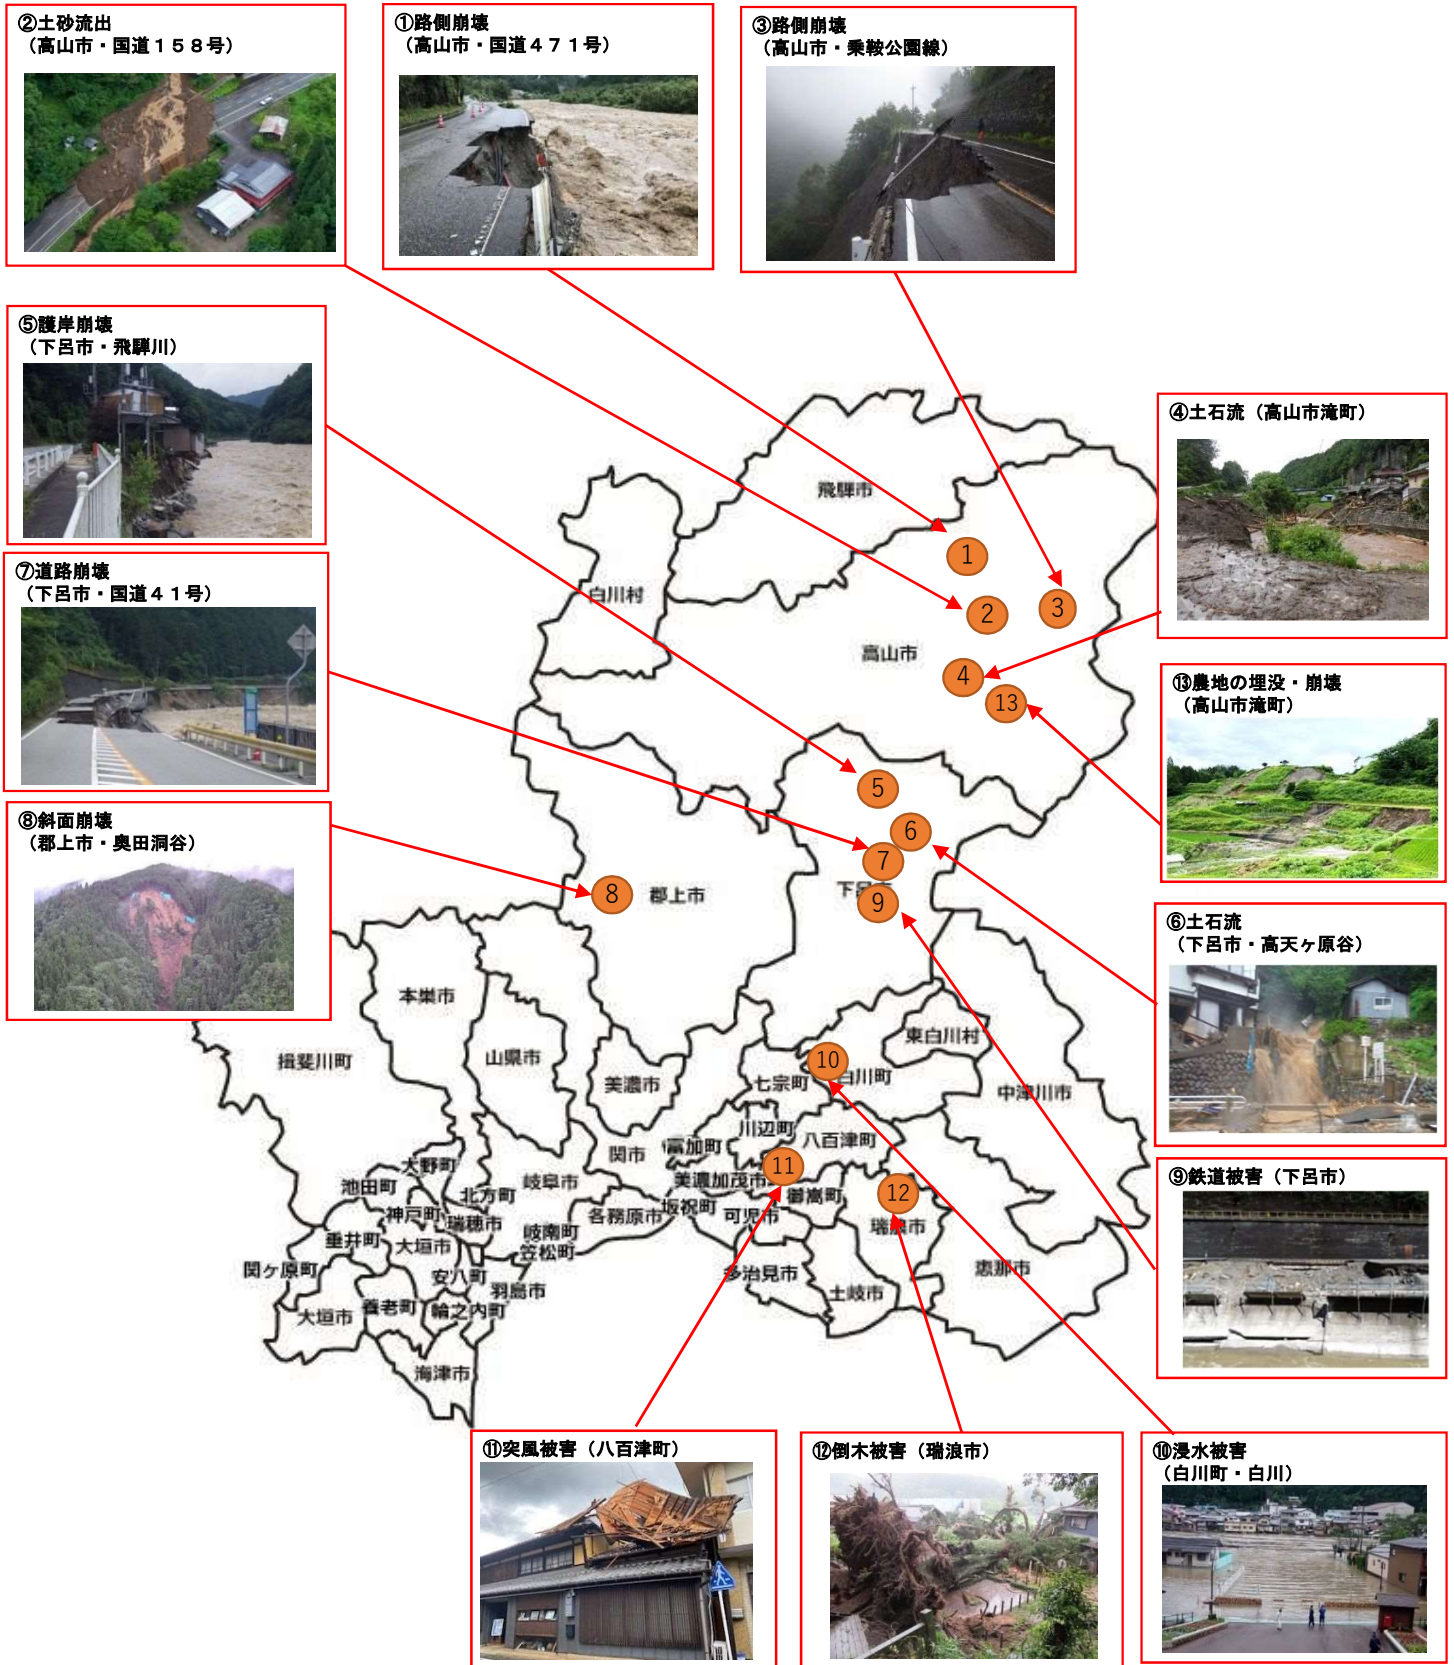 ②土砂流出
（高山市・国道１５８号）
①路側崩壊
（高山市・国道４７１号）
③路側崩壊
（高山市・乗鞍公園線）
⑤護岸崩壊
（下呂市・飛騨川）
④土石流（高山市滝町）
⑦道路崩壊
（下呂市・国道４１号）
⑬農地の埋没・崩壊
（高山市滝町）
⑧斜面崩壊
（郡上市・奥田洞谷）
⑥土石流
（下呂市・高天ヶ原谷）
⑨鉄道被害（下呂市）
⑪突風被害（八百津町）
⑫倒木被害（瑞浪市）
⑩浸水被害
（白川町・白川）
飛騨市
1
白川村
2
3
高山市
4
13
5
6
7
下呂市
8
郡上市
9
本巣市
揖斐川町
山県市
美濃市
東白川村
10
七宗町
白川町
中津川市
川辺町
八百津町
富加町
関市
大野町
11
池田町
北方町
岐阜市
美濃加茂市
御嵩町
12
神戸町
瑞穂市
各務原市
坂祝町
可児市
瑞浪市
垂井町
大垣市
岐南町
笠松町
関ケ原町
安八町
羽島市
多治見市
恵那市
土岐市
大垣市
養老町
輪之内町
海津市